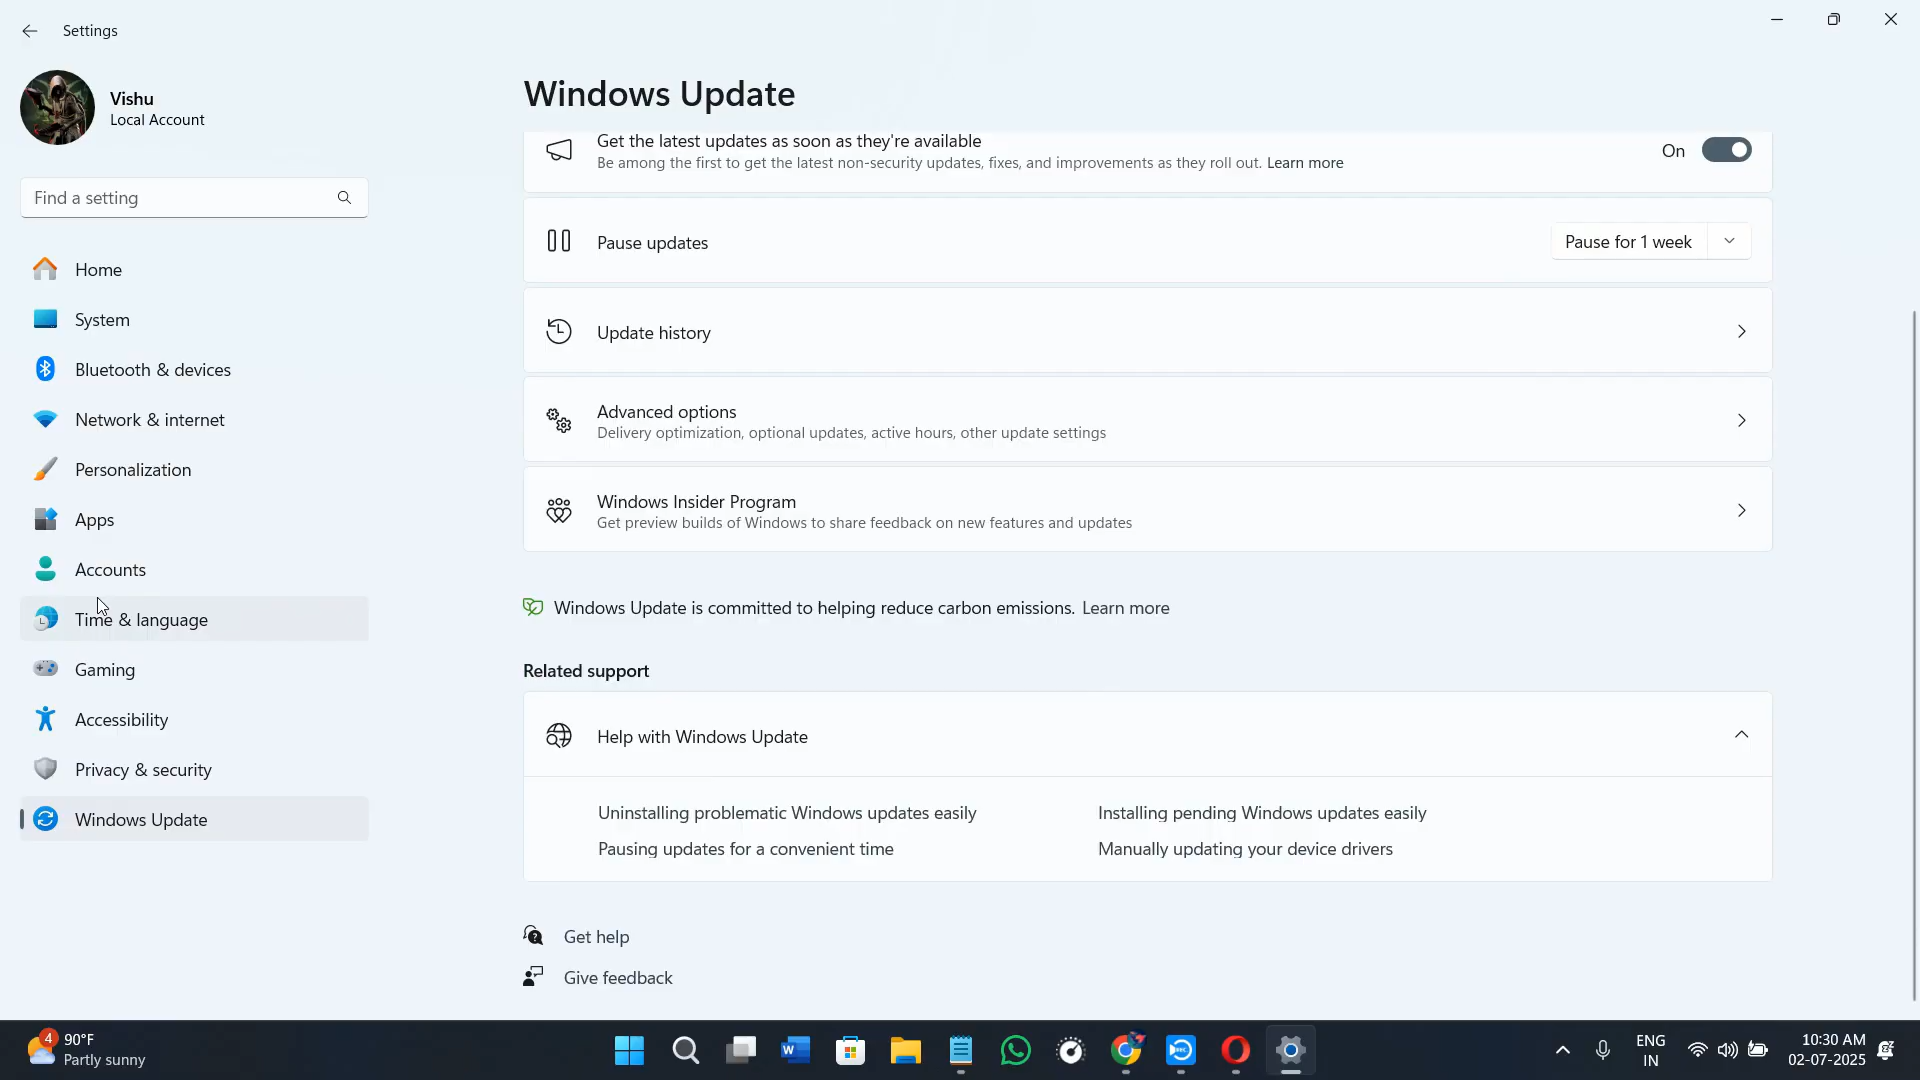 Settings
Vishu
Local Account
Find a setting
Home
System
Bluetooth & devices
Network & internet
Personalization
Apps
Accounts
Time & language
Gaming
Accessibility
Privacy & security
Windows Update
Windows Update
Get the latest updates as soon as they're available
Be among the first to get the latest non-security updates, fixes, and improvements as they roll out. Learn more
On
Pause updates
Pause for 1 week
Update history
Advanced options
Delivery optimization, optional updates, active hours, other update settings
Windows Insider Program
Get preview builds of Windows to share feedback on new features and updates
Windows Update is committed to helping reduce carbon emissions. Learn more
Related support
Help with Windows Update
Uninstalling problematic Windows updates easily
Installing pending Windows updates easily
Pausing updates for a convenient time
Manually updating your device drivers
Get help
Give feedback
4
90°F
Partly sunny
W
REC
ENG
IN
10:30 AM
02-07-2025